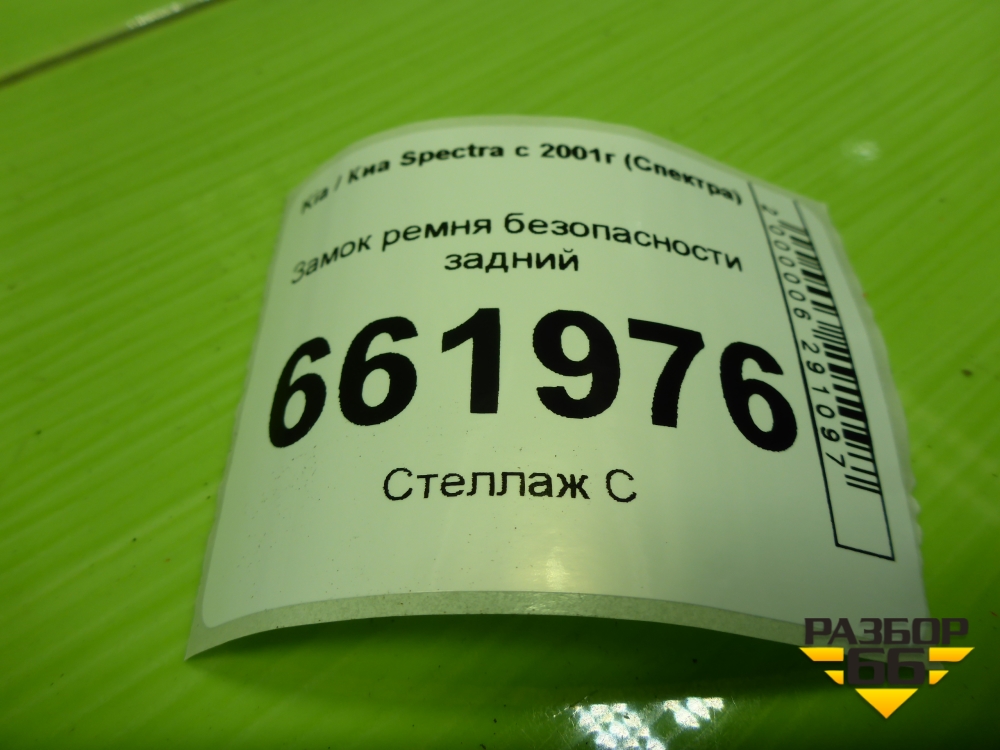 Kia / Киа Spectra с 2001г (Спектра)
Замок ремня безопасности
задний
661976
Стеллаж С
2000006291097
РАЗБОР
66